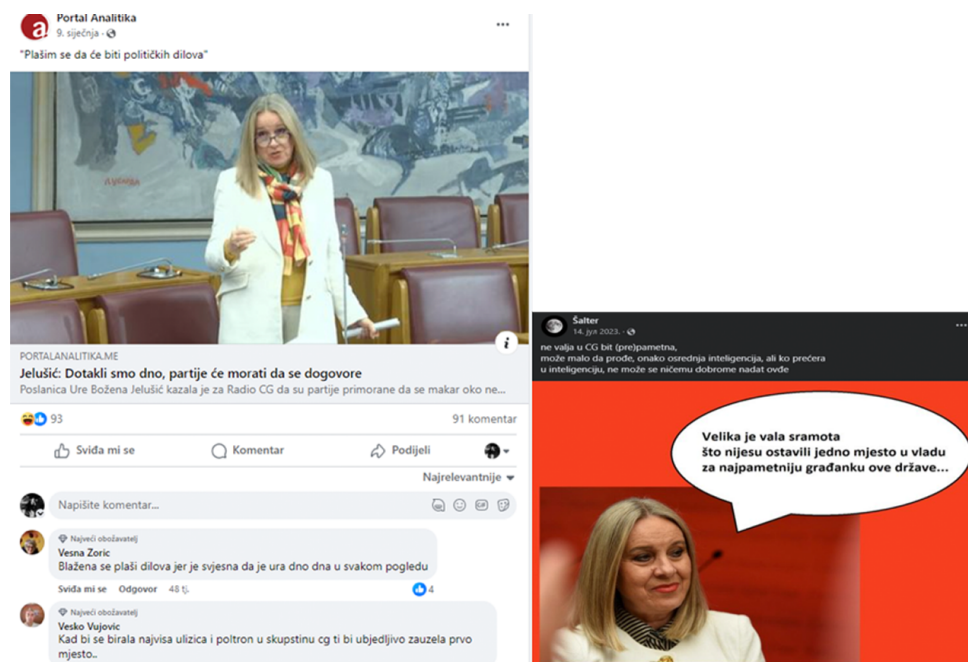 Portal Analitika
9. siječnja
"Plašim se da će biti političkih dilova"
PORTALANALITIKA.ME
Jelušić: Dotakli smo dno, partije će morati da se dogovore
Poslanica Ure Božena Jelušić kazala je za Radio CG da su partije primorane da se makar oko ne...
93
91 komentar
Sviđa mi se
Komentar
Podijeli
Najrelevantnije
Napišite komentar...
GIF
Najveći obožavatelj
Vesna Zoric
Blažena se plaši dilova jer je svjesna da je ura dno dna u svakom pogledu
Sviđa mi se Odgovor 48 tj.
4
Najveći obožavatelj
Vesko Vujovic
Kad bi se birala najvisa ulizica i poltron u skupstinu cg ti bi ubjedljivo zauzela prvo
mjesto..
Šalter
14. јул 2023.
ne valja u CG bit (pre)pametna,
može malo da prođe, onako osrednja inteligencija, ali ko prećera
u inteligenciju, ne može se ničemu dobrome nadat ovđe
Velika je vala sramota
što nijesu ostavili jedno mjesto u vladu
za najpametniju građanku ove države...